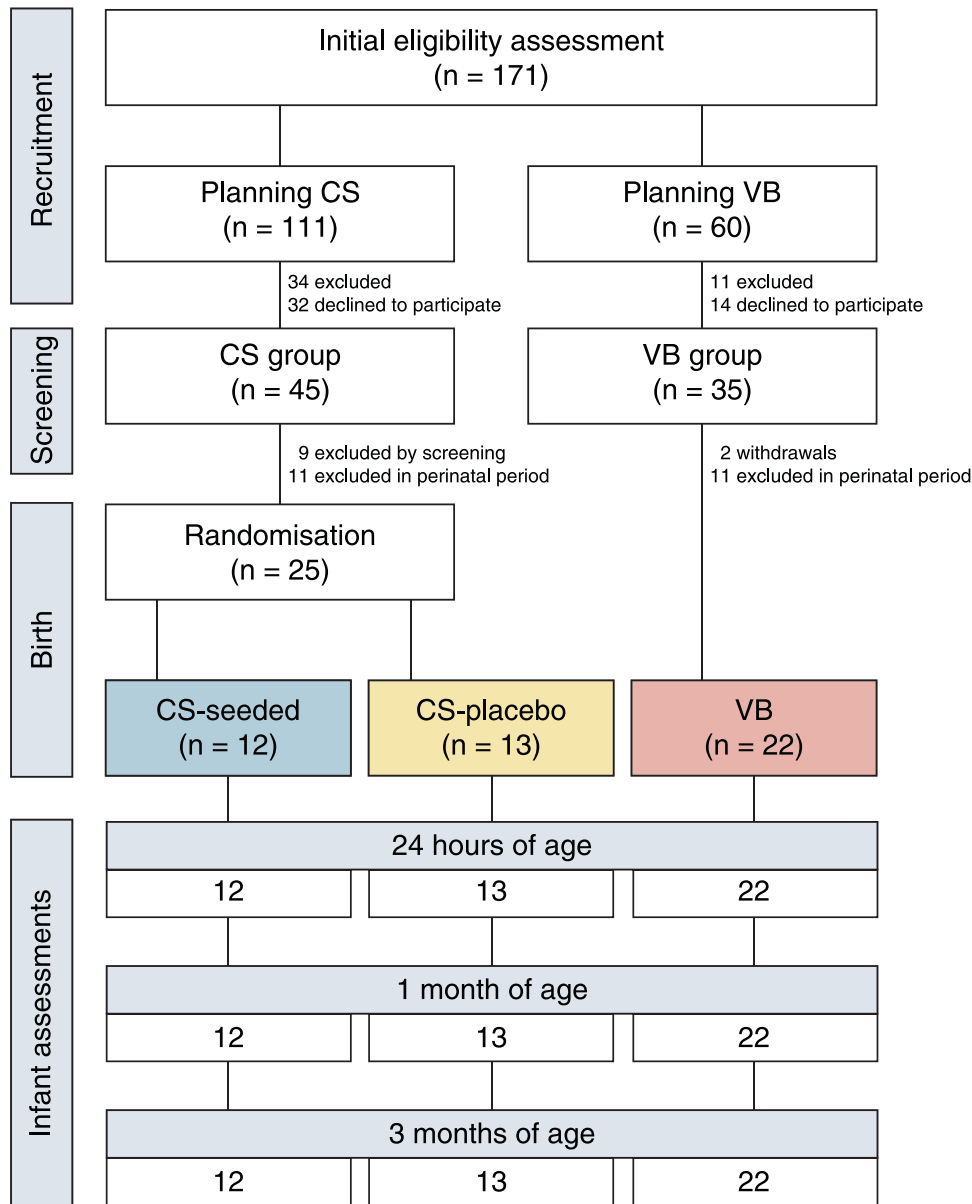 Recruitment
Initial eligibility assessment
(n = 171)
Planning CS
(n = 111)
Planning VB
(n = 60)
34 excluded
32 declined to participate
11 excluded
14 declined to participate
Screening
CS group
(n = 45)
VB group
(n = 35)
9 excluded by screening
11 excluded in perinatal period
2 withdrawals
11 excluded in perinatal period
Birth
Randomisation
(n = 25)
CS-seeded
(n = 12)
CS-placebo
(n = 13)
VB
(n = 22)
Infant assessments
24 hours of age
12 13 22
1 month of age
12 13 22
3 months of age
12 13 22